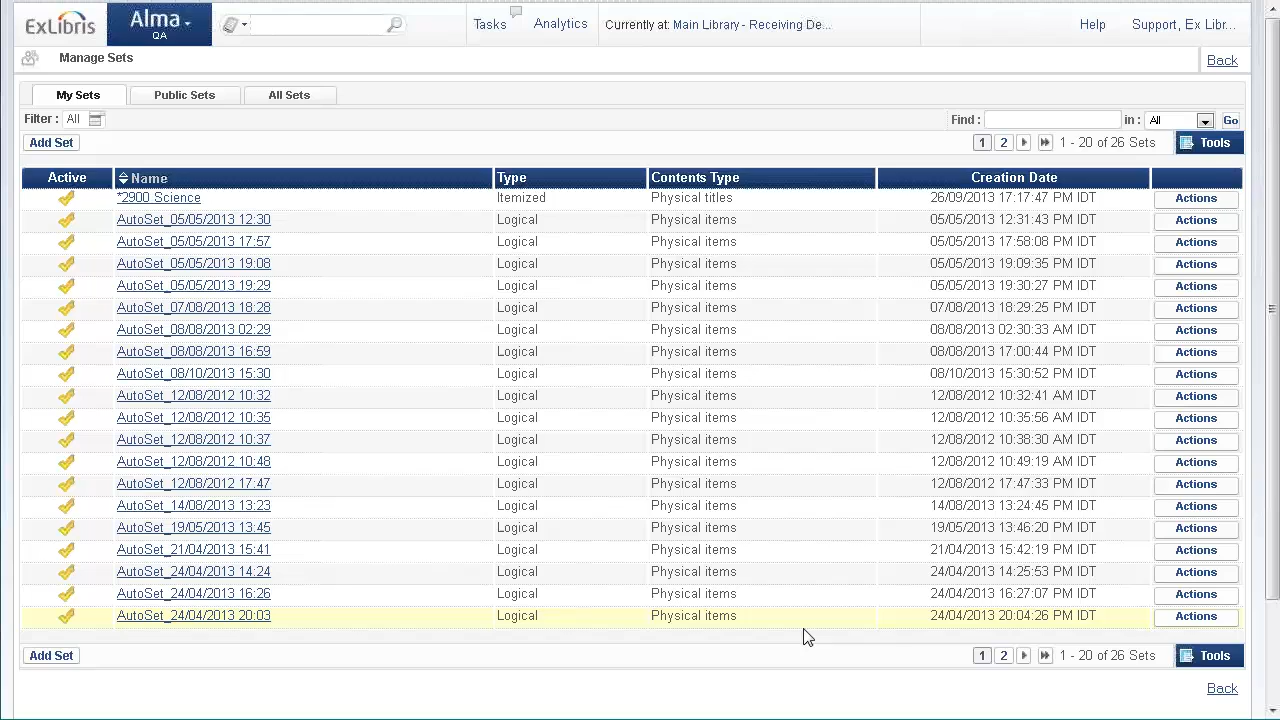 ExLibris Alma QA Tasks Analytics Currently at Main Library - Receiving De... Help Support, Ex Libr...
Manage Sets Back
My Sets Public Sets All Sets
Filter : All Find : in : All Go
Add Set 1 2 1 - 20 of 26 Sets Tools
Active Name Type Contents Type Creation Date
*2900 Science Itemized Physical titles 26/09/2013 17:17:47 PM IDT Actions
AutoSet_05/05/2013 12:30 Logical Physical items 05/05/2013 12:31:43 PM IDT Actions
AutoSet_05/05/2013 17:57 Logical Physical items 05/05/2013 17:58:08 PM IDT Actions
AutoSet_05/05/2013 19:08 Logical Physical items 05/05/2013 19:09:35 PM IDT Actions
AutoSet_05/05/2013 19:29 Logical Physical items 05/05/2013 19:30:27 PM IDT Actions
AutoSet_07/08/2013 18:28 Logical Physical items 07/08/2013 18:29:25 PM IDT Actions
AutoSet_08/08/2013 02:29 Logical Physical items 08/08/2013 02:30:33 AM IDT Actions
AutoSet_08/08/2013 16:59 Logical Physical items 08/08/2013 17:00:44 PM IDT Actions
AutoSet_08/10/2013 15:30 Logical Physical items 08/10/2013 15:30:52 PM IDT Actions
AutoSet_12/08/2012 10:32 Logical Physical items 12/08/2012 10:32:41 AM IDT Actions
AutoSet_12/08/2012 10:35 Logical Physical items 12/08/2012 10:35:56 AM IDT Actions
AutoSet_12/08/2012 10:37 Logical Physical items 12/08/2012 10:38:30 AM IDT Actions
AutoSet_12/08/2012 10:48 Logical Physical items 12/08/2012 10:49:19 AM IDT Actions
AutoSet_12/08/2012 17:47 Logical Physical items 12/08/2012 17:47:33 PM IDT Actions
AutoSet_14/08/2013 13:23 Logical Physical items 14/08/2013 13:24:45 PM IDT Actions
AutoSet_19/05/2013 13:45 Logical Physical items 19/05/2013 13:46:20 PM IDT Actions
AutoSet_21/04/2013 15:41 Logical Physical items 21/04/2013 15:42:19 PM IDT Actions
AutoSet_24/04/2013 14:24 Logical Physical items 24/04/2013 14:25:53 PM IDT Actions
AutoSet_24/04/2013 16:26 Logical Physical items 24/04/2013 16:27:07 PM IDT Actions
AutoSet_24/04/2013 20:03 Logical Physical items 24/04/2013 20:04:26 PM IDT Actions
Add Set 1 2 1 - 20 of 26 Sets Tools
Back